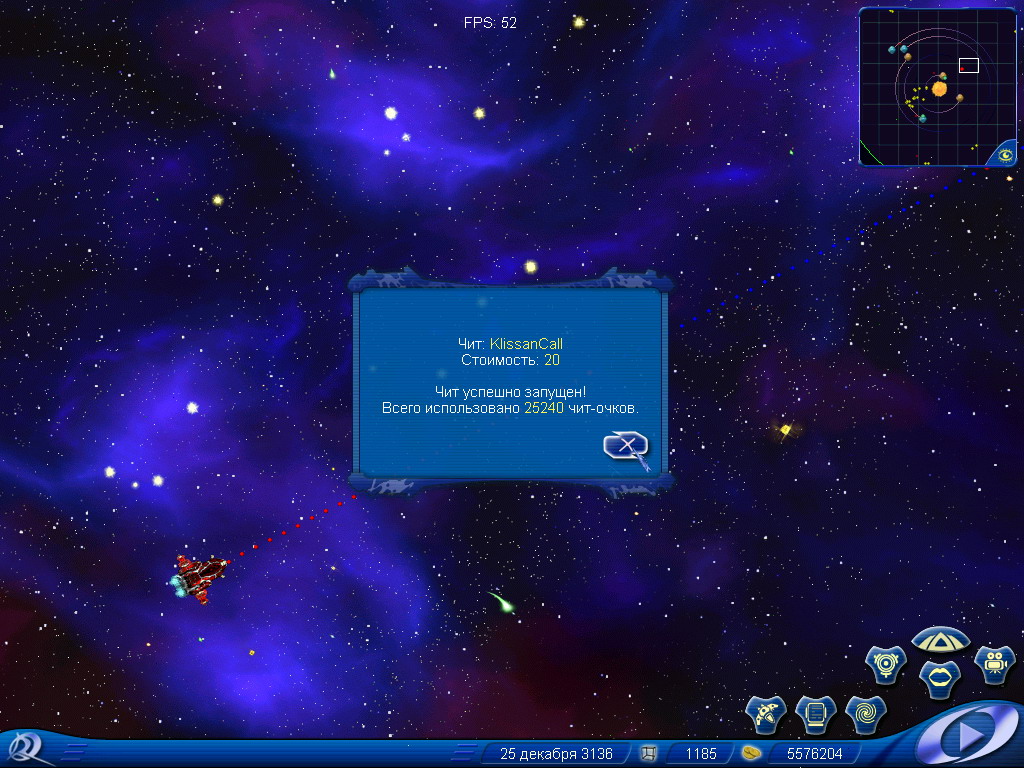 FPS: 52
Чит: KlissanCall
Стоимость: 20
Чит успешно запущен!
Всего использовано 25240 чит-очков.
25 декабря 3136
1185
5576204